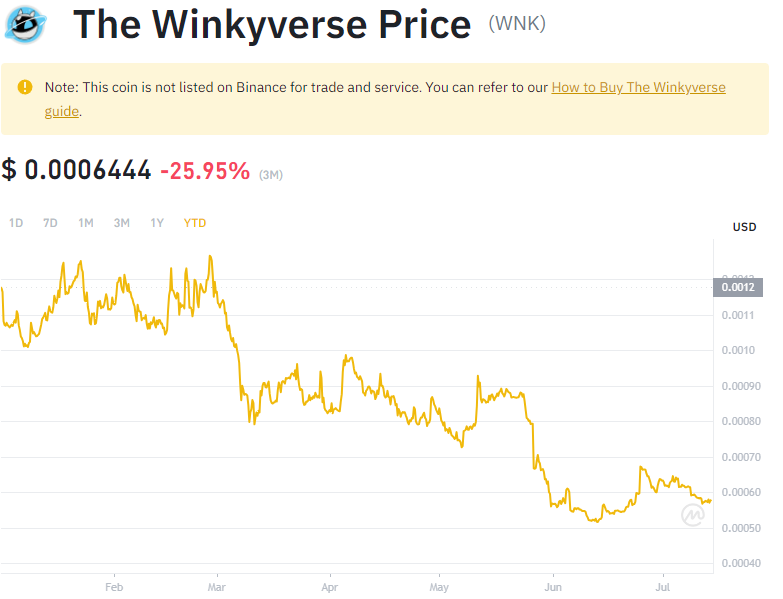 The Winkyverse Price (WNK)
Note: This coin is not listed on Binance for trade and service. You can refer to our How to Buy The Winkyverse
guide.
$ 0.0006444 -25.95% (3M)
1D 7D 1M 3M 1Y YTD
USD
0.0012
0.0011
0.0010
0.00090
0.00080
0.00070
0.00060
0.00050
0.00040
Feb Mar Apr May Jun Jul